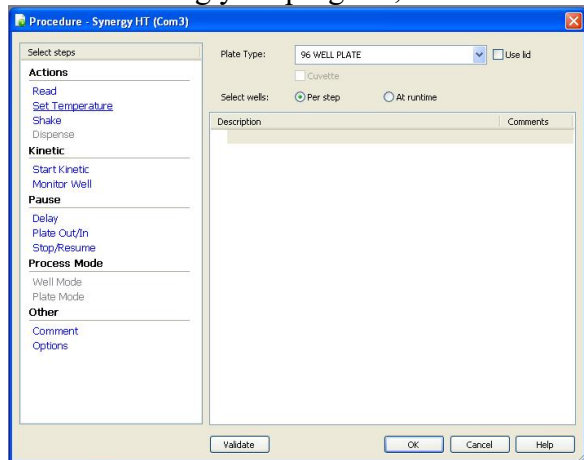 Procedure - Synergy HT (Com3)
Select steps
Actions
Read
Set Temperature
Shake
Dispense
Kinetic
Start Kinetic
Monitor Well
Pause
Delay
Plate Out/In
Stop/Resume
Process Mode
Well Mode
Plate Mode
Other
Comment
Options
Plate Type: 96 WELL PLATE Use lid
Cuvette
Select wells: Per step At runtime
Description Comments
Validate OK Cancel Help